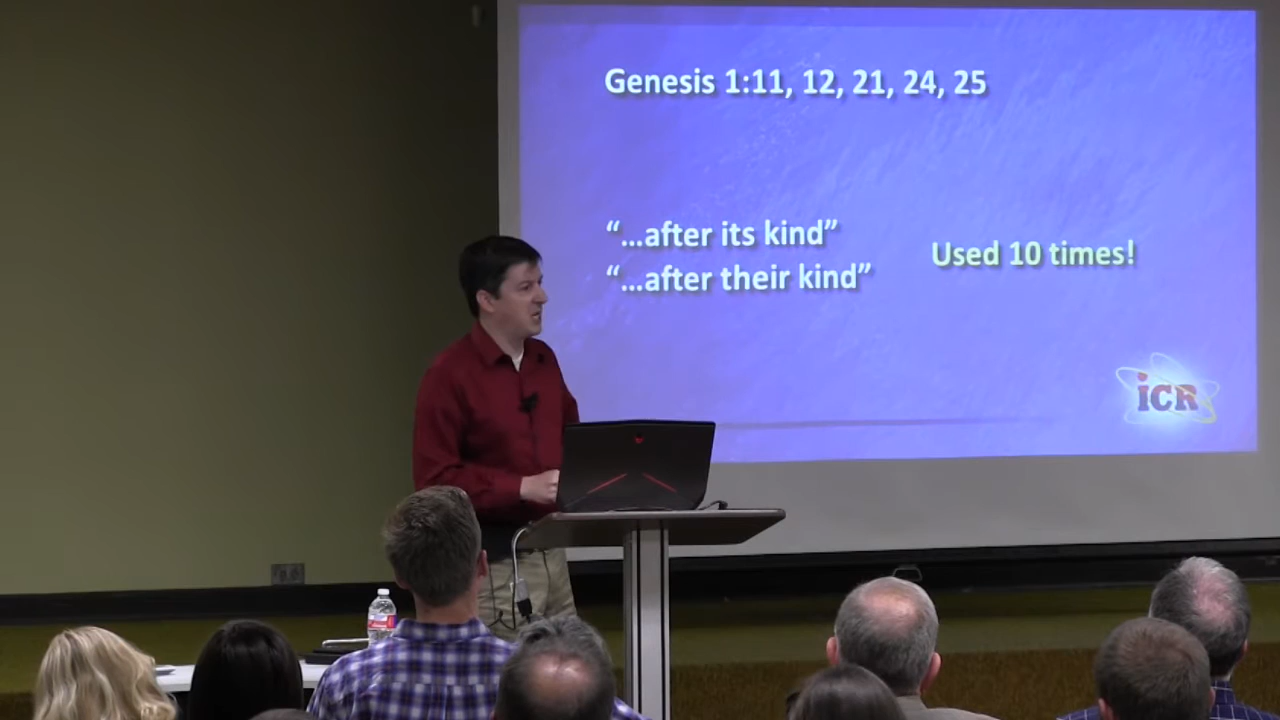 Genesis 1:11, 12, 21, 24, 25
“...after its kind”
“...after their kind”
Used 10 times!
iCR